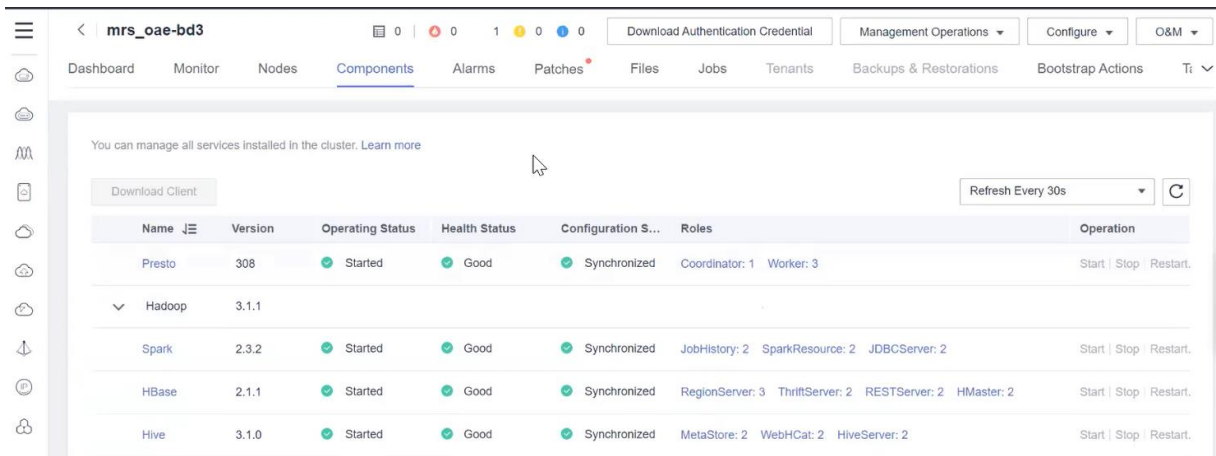 mrs_oae-bd3 0 0 1 0 0 Download Authentication Credential Management Operations Configure O&M
Dashboard Monitor Nodes Components Alarms Patches Files Jobs Tenants Backups & Restorations Bootstrap Actions
You can manage all services installed in the cluster. Learn more
Download Client Refresh Every 30s
Name Version Operating Status Health Status Configuration S... Roles Operation
Presto 308 Started Good Synchronized Coordinator: 1 Worker: 3 Start | Stop | Restart.
Hadoop 3.1.1
Spark 2.3.2 Started Good Synchronized JobHistory: 2 SparkResource: 2 JDBCServer: 2 Start | Stop | Restart.
HBase 2.1.1 Started Good Synchronized RegionServer: 3 ThriftServer: 2 RESTServer: 2 HMaster: 2 Start | Stop | Restart.
Hive 3.1.0 Started Good Synchronized MetaStore: 2 WebHCat: 2 HiveServer: 2 Start | Stop | Restart.